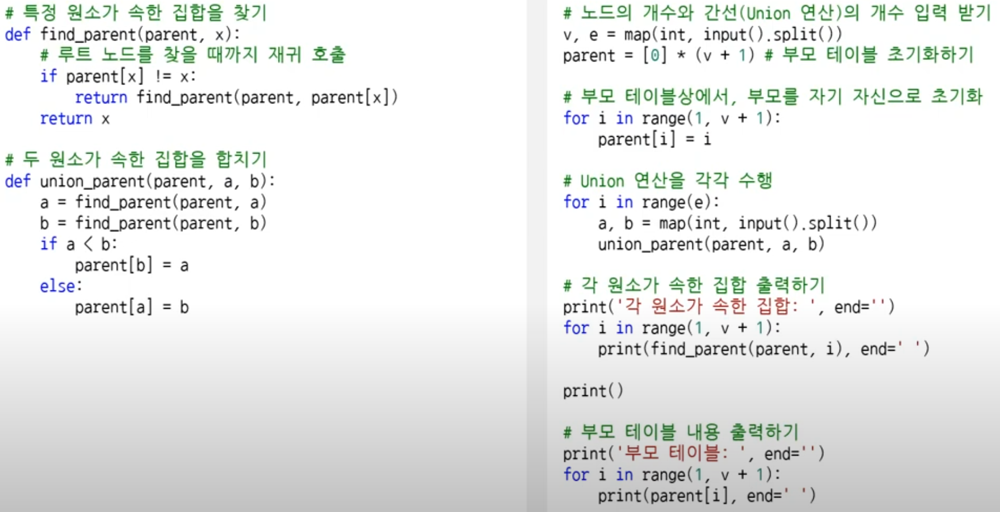 # 특정 원소가 속한 집합을 찾기
def find_parent(parent, x):
    # 루트 노드를 찾을 때까지 재귀 호출
    if parent[x] != x:
        return find_parent(parent, parent[x])
    return x

# 두 원소가 속한 집합을 합치기
def union_parent(parent, a, b):
    a = find_parent(parent, a)
    b = find_parent(parent, b)
    if a < b:
        parent[b] = a
    else:
        parent[a] = b

# 노드의 개수와 간선(Union 연산)의 개수 입력 받기
v, e = map(int, input().split())
parent = [0] * (v + 1) # 부모 테이블 초기화하기

# 부모 테이블상에서, 부모를 자기 자신으로 초기화
for i in range(1, v + 1):
    parent[i] = i

# Union 연산을 각각 수행
for i in range(e):
    a, b = map(int, input().split())
    union_parent(parent, a, b)

# 각 원소가 속한 집합 출력하기
print('각 원소가 속한 집합: ', end='')
for i in range(1, v + 1):
    print(find_parent(parent, i), end=' ')

print()

# 부모 테이블 내용 출력하기
print('부모 테이블: ', end='')
for i in range(1, v + 1):
    print(parent[i], end=' ')